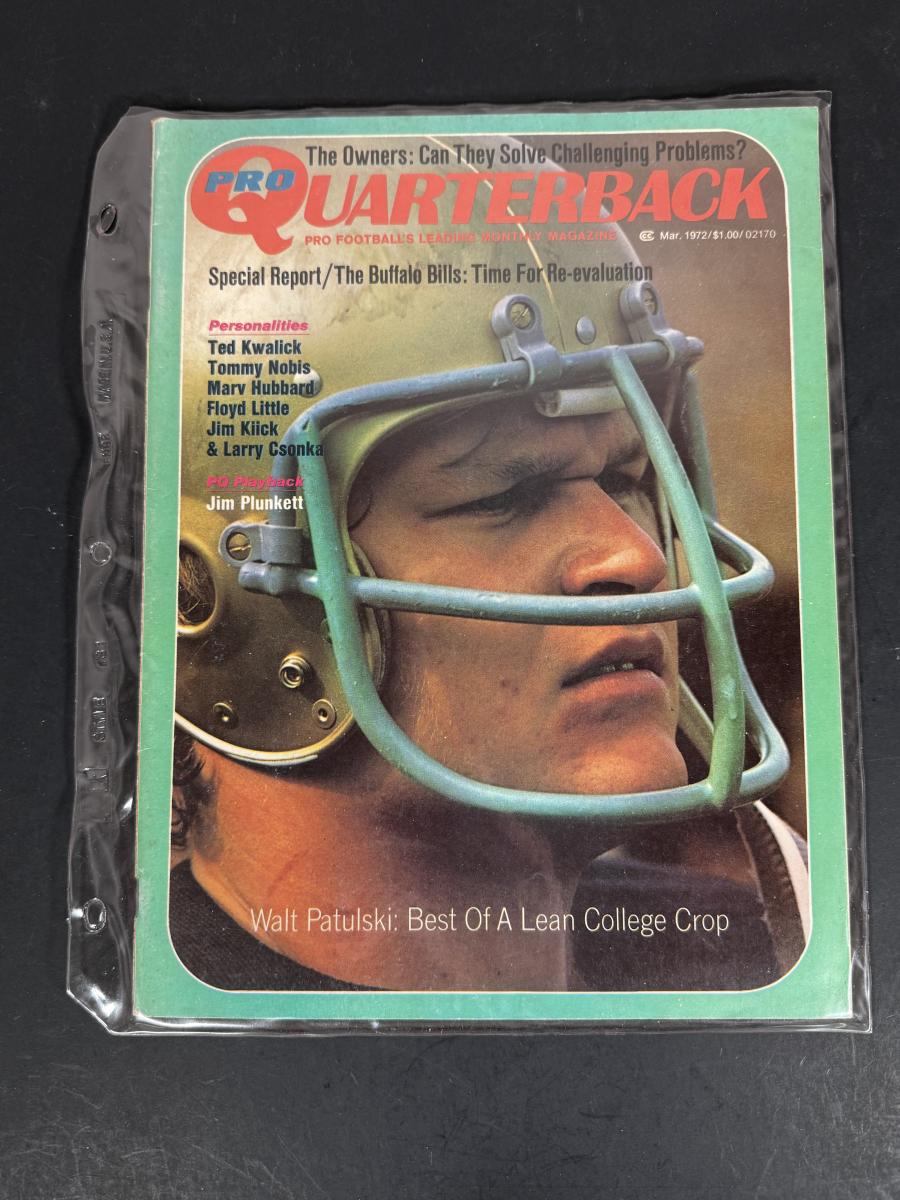 The Owners: Can They Solve Challenging Problems?
PRO QUARTERBACK
PRO FOOTBALL'S LEADING MONTHLY MAGAZINE
CC Mar. 1972/$1.00/02170
Special Report/The Buffalo Bills: Time For Re-evaluation
Personalities
Ted Kwalick
Tommy Nobis
Marv Hubbard
Floyd Little
Jim Kiick
& Larry Csonka
PQ Playback
Jim Plunkett
Walt Patulski: Best Of A Lean College Crop